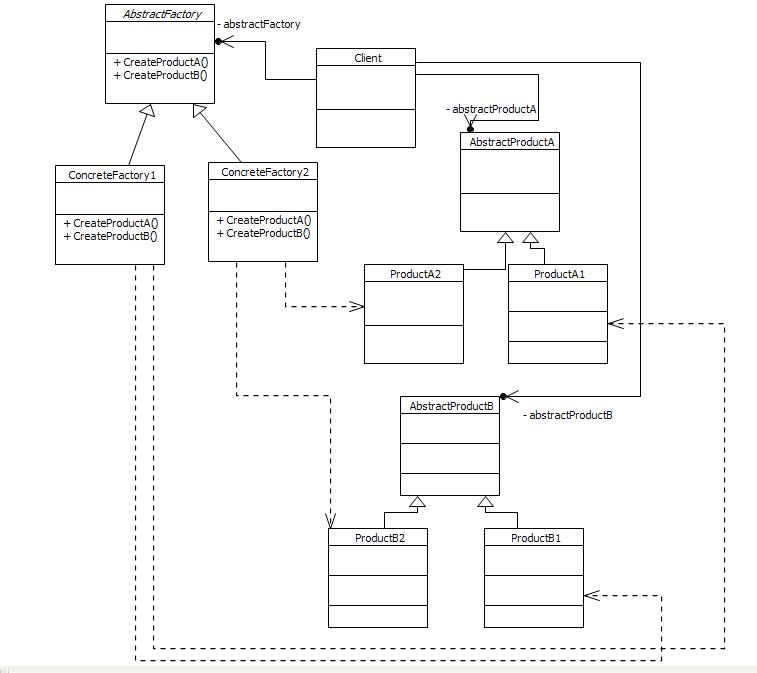 AbstractFactory
- abstractFactory
+ CreateProductA()
+ CreateProductB()
Client
- abstractProductA
AbstractProductA
ConcreteFactory1
+ CreateProductA()
+ CreateProductB()
ConcreteFactory2
+ CreateProductA()
+ CreateProductB()
ProductA2
ProductA1
AbstractProductB
- abstractProductB
ProductB2
ProductB1